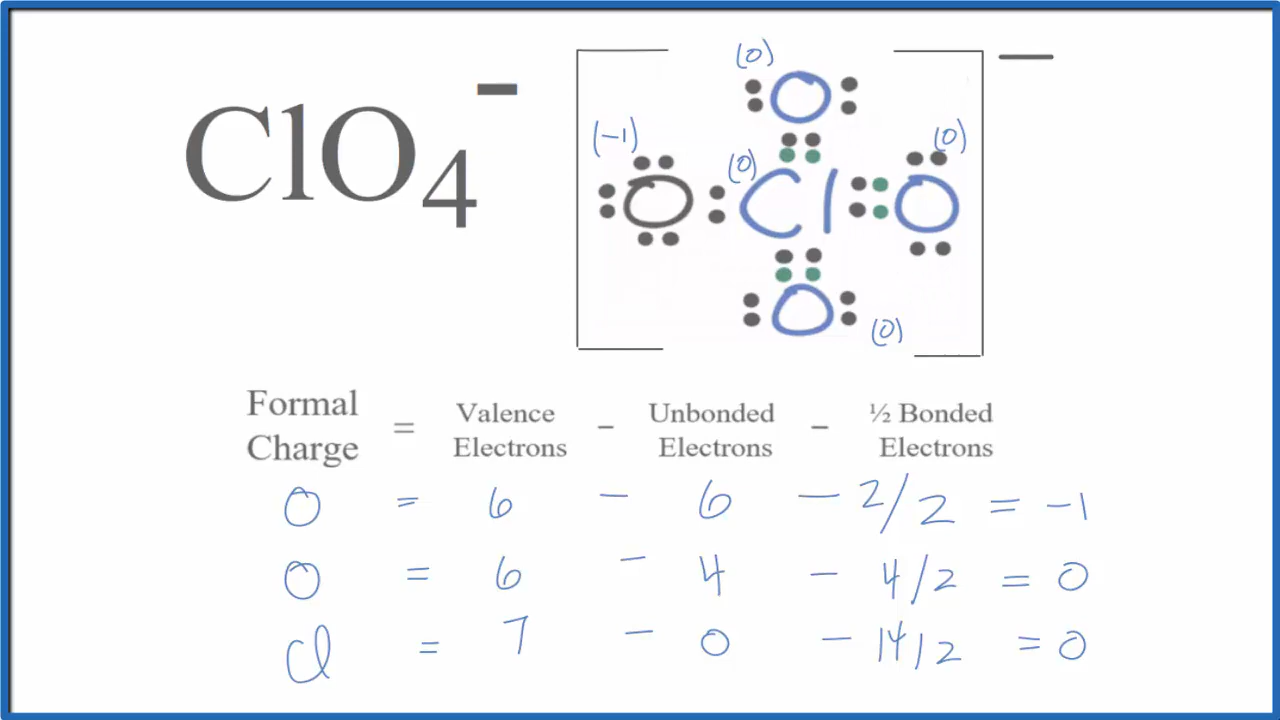 ClO4-
(0)
(-1) (0) (0)
O Cl O
O
O
(0)
Formal Charge = Valence Electrons - Unbonded Electrons - ½ Bonded Electrons
O = 6 - 6 - 2/2 = -1
O = 6 - 4 - 4/2 = 0
Cl = 7 - 0 - 14/2 = 0